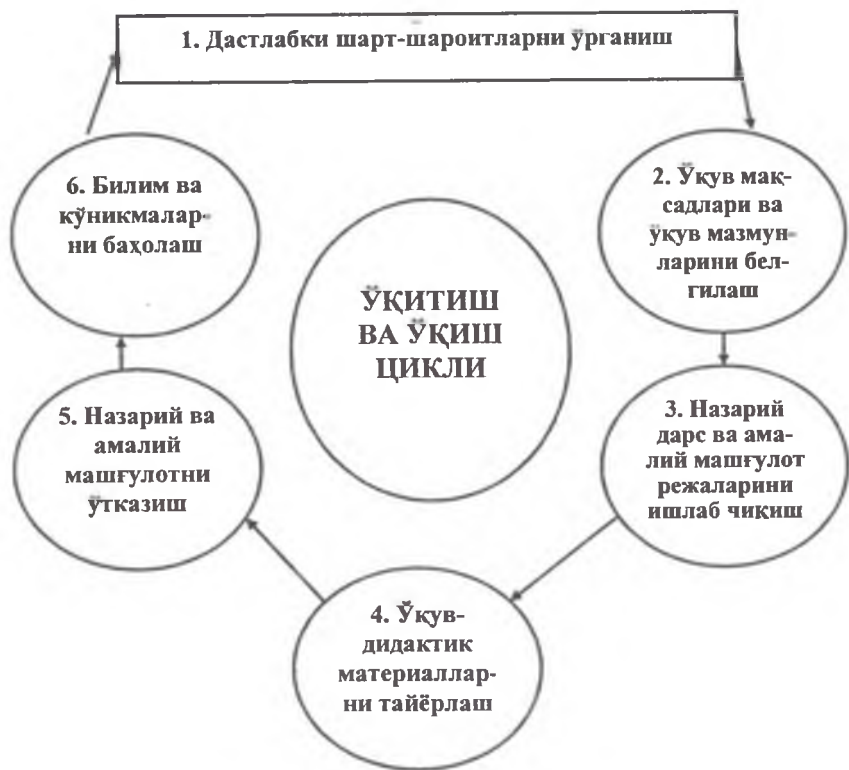 1. Дастлабки шарт-шароитларни ўрганиш
2. Ўқув мақ-
садлари ва
ўқув мазмун-
ларини бел-
гилаш
6. Билим ва
кўникмалар-
ни баҳолаш
ЎҚИТИШ
ВА ЎҚИШ
ЦИКЛИ
3. Назарий
дарс ва ама-
лий машғулот
режаларини
ишлаб чиқиш
5. Назарий ва
амалий
машғулотни
ўтказиш
4. Ўқув-
дидактик
материаллар-
ни тайёрлаш